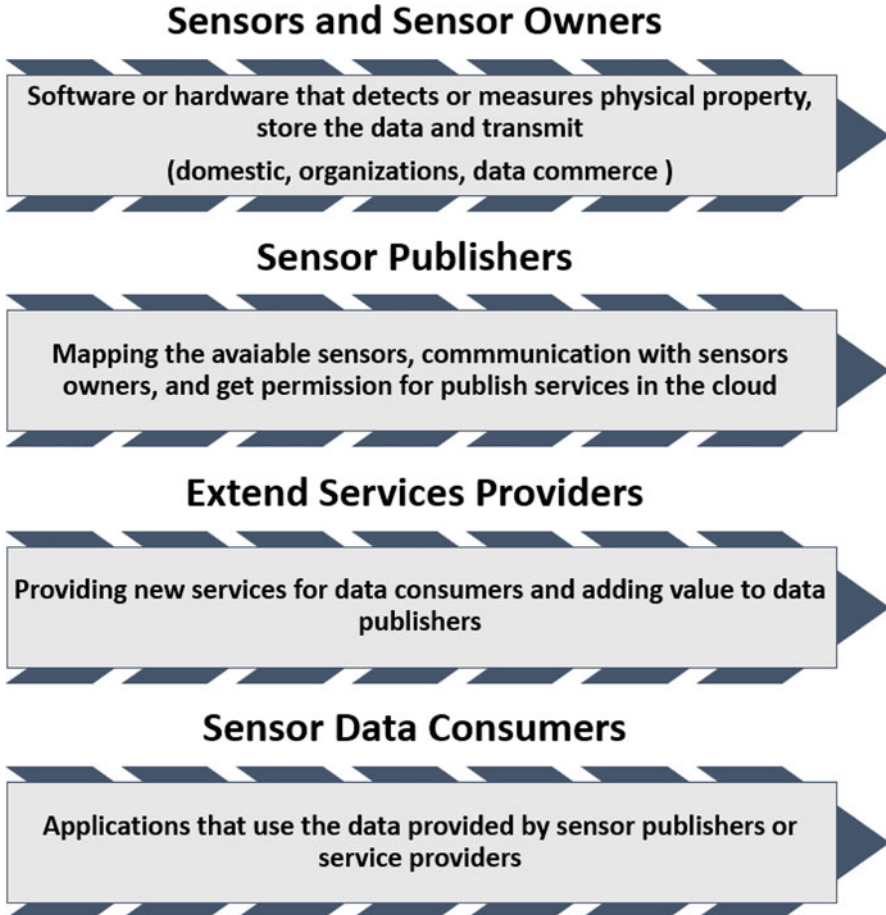 Sensors and Sensor Owners
Software or hardware that detects or measures physical property,
store the data and transmit
(domestic, organizations, data commerce )
Sensor Publishers
Mapping the avaiable sensors, commmunication with sensors
owners, and get permission for publish services in the cloud
Extend Services Providers
Providing new services for data consumers and adding value to data
publishers
Sensor Data Consumers
Applications that use the data provided by sensor publishers or
service providers